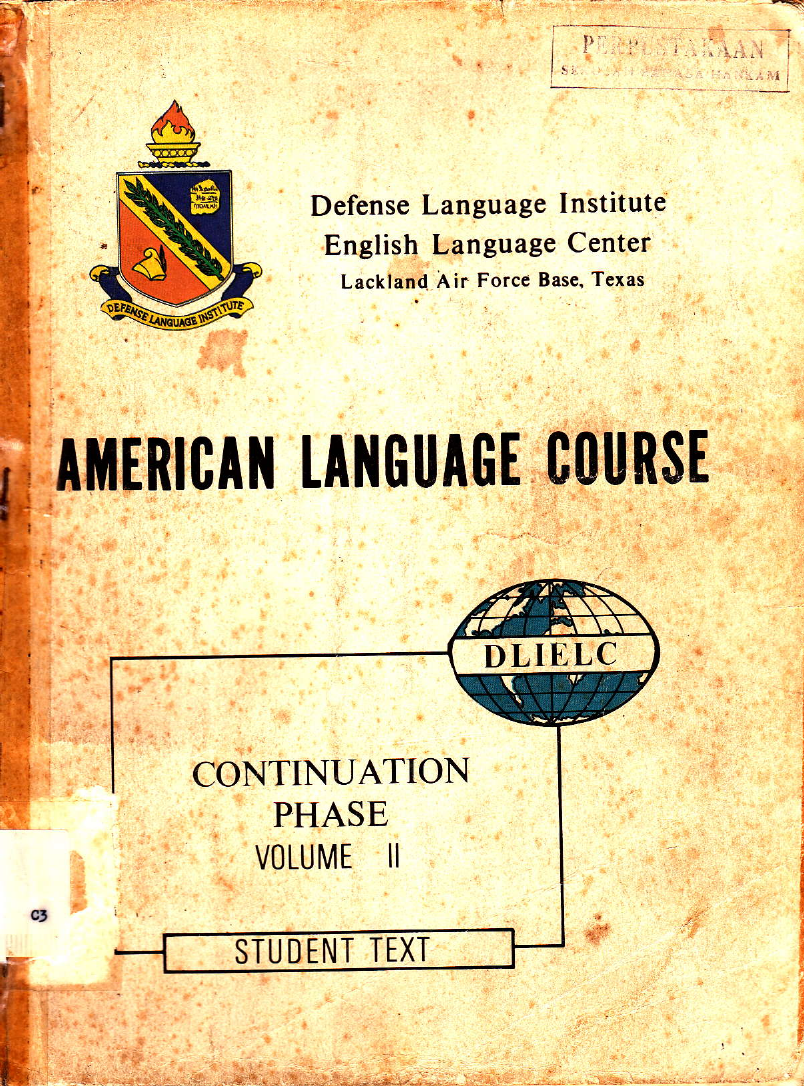 PERPUSTAKAAN
HANKAM
Defense Language Institute
English Language Center
Lackland Air Force Base, Texas
DEFENSE LANGUAGE INSTITUTE
AMERICAN LANGUAGE COURSE
DLIELC
CONTINUATION
PHASE
VOLUME II
C3
STUDENT TEXT